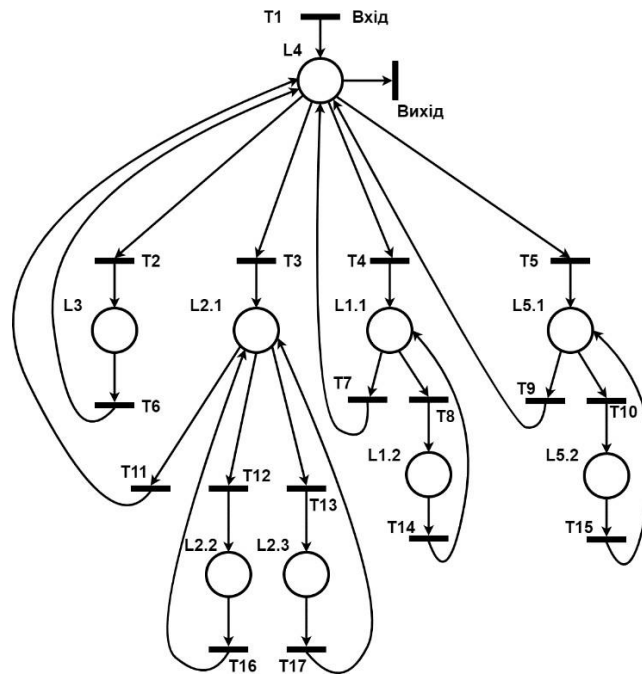 T1 Вхід
L4
Вихід
T2 T3 T4 T5
L3 L2.1 L1.1 L5.1
T6 T7 T8 T9 T10
L1.2 L5.2
T11 T12 T13 T14 T15
L2.2 L2.3
T16 T17